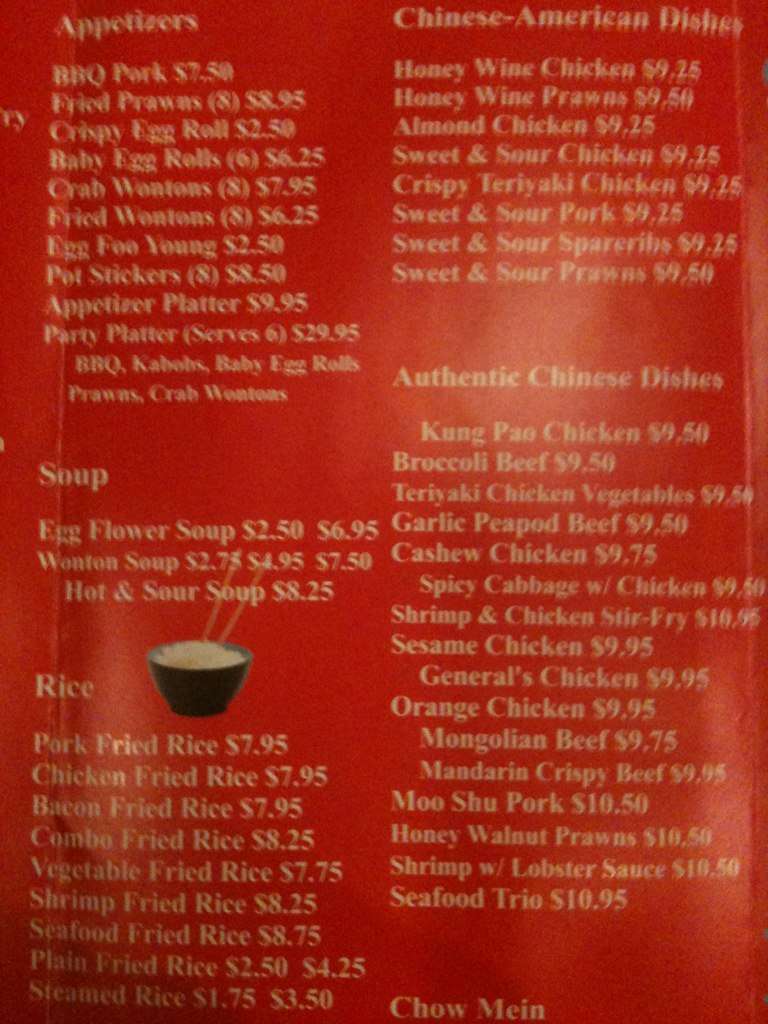 Appetizers
BBQ Pork $7.50
Fried Prawns (8) $8.95
Crispy Egg Roll $2.50
Baby Egg Rolls (6) $6.25
Crab Wontons (8) $7.95
Fried Wontons (8) $6.25
Egg Foo Young $2.50
Pot Stickers (8) $8.50
Appetizer Platter $9.95
Party Platter (Serves 6) $29.95
BBQ, Kabobs, Baby Egg Rolls
Prawns, Crab Wontons
Soup
Egg Flower Soup $2.50 $6.95
Wonton Soup $2.75 $4.95 $7.50
Hot & Sour Soup $8.25
Rice
Pork Fried Rice $7.95
Chicken Fried Rice $7.95
Bacon Fried Rice $7.95
Combo Fried Rice $8.25
Vegetable Fried Rice $7.75
Shrimp Fried Rice $8.25
Seafood Fried Rice $8.75
Plain Fried Rice $2.50 $4.25
Steamed Rice $1.75 $3.50
Chinese-American Dishes
Honey Wine Chicken $9.25
Honey Wine Prawns $9.50
Almond Chicken $9.25
Sweet & Sour Chicken $9.25
Crispy Teriyaki Chicken $9.25
Sweet & Sour Pork $9.25
Sweet & Sour Spareribs $9.25
Sweet & Sour Prawns $9.50
Authentic Chinese Dishes
Kung Pao Chicken $9.50
Broccoli Beef $9.50
Teriyaki Chicken Vegetables $9.50
Garlic Peapod Beef $9.50
Cashew Chicken $9.75
Spicy Cabbage w/ Chicken $9.50
Shrimp & Chicken Stir-Fry $10.95
Sesame Chicken $9.95
General's Chicken $9.95
Orange Chicken $9.95
Mongolian Beef $9.75
Mandarin Crispy Beef $9.95
Moo Shu Pork $10.50
Honey Walnut Prawns $10.50
Shrimp w/ Lobster Sauce $10.50
Seafood Trio $10.95
Chow Mein